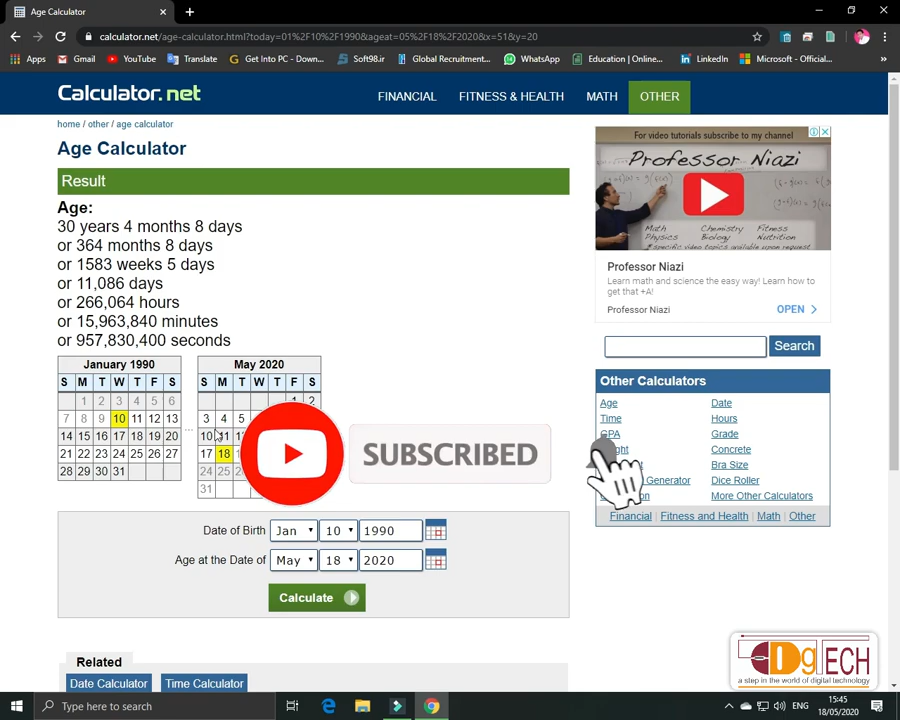 Age Calculator
calculator.net/age-calculator.html?today=01%2F10%2F1990&ageat=05%2F18%2F2020&x=51&y=20
Apps Gmail YouTube Translate Get Into PC - Down... Soft98.ir Global Recruitment... WhatsApp Education | Online... LinkedIn Microsoft - Official... »
Calculator.net
FINANCIAL FITNESS & HEALTH MATH OTHER
home / other / age calculator
Age Calculator
Result
Age:
30 years 4 months 8 days
or 364 months 8 days
or 1583 weeks 5 days
or 11,086 days
or 266,064 hours
or 15,963,840 minutes
or 957,830,400 seconds
January 1990
S M T W T F S
1 2 3 4 5 6
7 8 9 10 11 12 13
14 15 16 17 18 19 20
21 22 23 24 25 26 27
28 29 30 31
May 2020
S M T W T F S
1 2
3 4 5
10 11
17 18
24 25
31
SUBSCRIBED
Date of Birth Jan 10 1990
Age at the Date of May 18 2020
Calculate
Related
Date Calculator Time Calculator
For video tutorials subscribe to my channel
Professor Niazi
Math Chemistry Fitness
Physics Biology Nutrition
*specific video topics available upon request*
Professor Niazi
Learn math and science the easy way! Learn how to
get that +A!
Professor Niazi OPEN >
Search
Other Calculators
Age Date
Time Hours
GPA Grade
Concrete
Bra Size
Generator Dice Roller
More Other Calculators
Financial | Fitness and Health | Math | Other
DgTECH
a step in the world of digital technology
Type here to search
ENG
15:45
18/05/2020